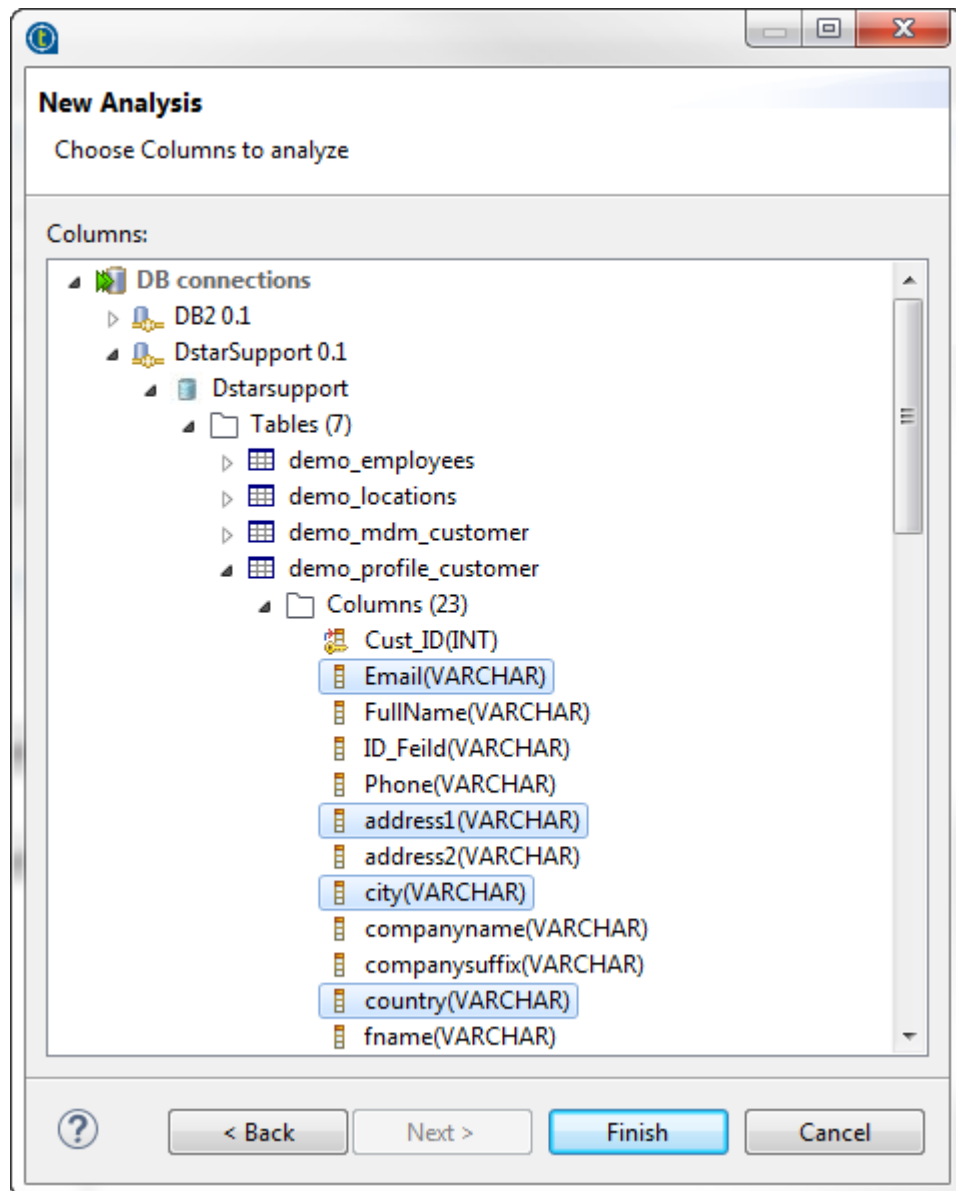 New Analysis
Choose Columns to analyze
Columns:
DB connections
DB2 0.1
DstarSupport 0.1
Dstarsupport
Tables (7)
demo_employees
demo_locations
demo_mdm_customer
demo_profile_customer
Columns (23)
Cust_ID(INT)
Email(VARCHAR)
FullName(VARCHAR)
ID_Feild(VARCHAR)
Phone(VARCHAR)
address1(VARCHAR)
address2(VARCHAR)
city(VARCHAR)
companyname(VARCHAR)
companysuffix(VARCHAR)
country(VARCHAR)
fname(VARCHAR)
? < Back Next > Finish Cancel